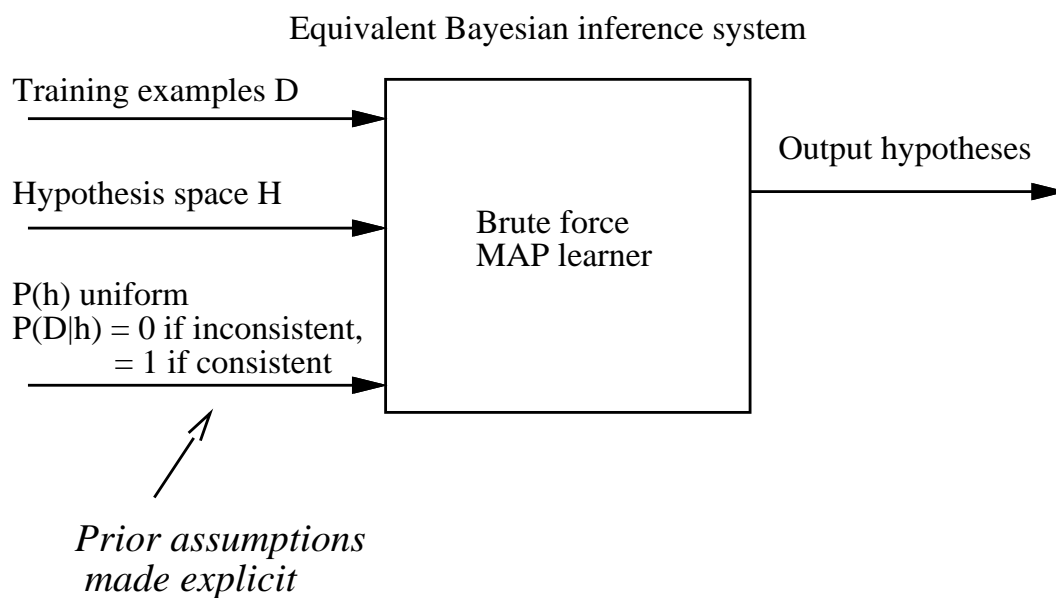 Equivalent Bayesian inference system
Training examples D
Output hypotheses
Hypothesis space H
Brute force
MAP learner
P(h) uniform
P(D|h) = 0 if inconsistent,
= 1 if consistent
Prior assumptions
made explicit